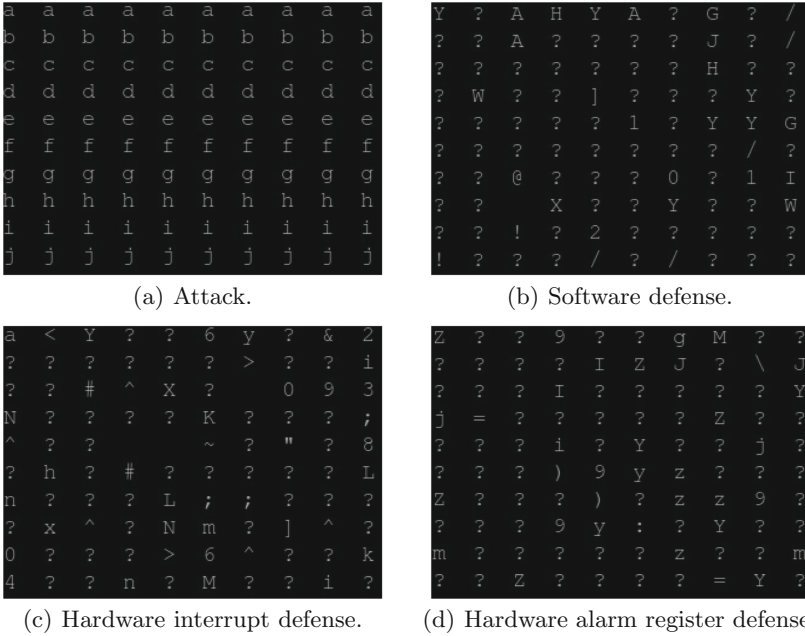 a a a a a a a a a a
b b b b b b b b b b
c c c c c c c c c c
d d d d d d d d d d
e e e e e e e e e e
f f f f f f f f f f
g g g g g g g g g g
h h h h h h h h h h
i i i i i i i i i i
j j j j j j j j j j
(a) Attack.
Y ? A H Y A ? G ? /
? ? A ? ? ? ? J ? /
? ? ? ? ? ? ? H ? ?
? W ? ? ] ? ? ? Y ?
? ? ? ? ? 1 ? Y Y G
? ? ? ? ? ? ? ? / ?
? ? @ ? ? ? 0 ? 1 I
? ? X ? ? Y ? ? W
? ? ! ? 2 ? ? ? ? ?
! ? ? ? / ? / ? ? ?
(b) Software defense.
a < Y ? ? 6 y ? & 2
? ? ? ? ? ? > ? ? i
? ? # ^ X ? 0 9 3
N ? ? ? ? K ? ? ? ;
^ ? ? ~ ? " ? 8
? h ? # ? ? ? ? ? L
n ? ? ? L ; ; ? ? ?
? x ^ ? N m ? ] ^ ?
0 ? ? ? > 6 ^ ? ? k
4 ? ? n ? M ? ? i ?
(c) Hardware interrupt defense.
Z ? ? 9 ? ? g M ? ?
? ? ? ? I Z J ? \ J
? ? ? I ? ? ? ? ? Y
j = ? ? ? ? ? Z ? ?
? ? ? i ? Y ? ? j ?
? ? ? ) 9 y z ? ? ?
Z ? ? ? ) ? z z 9 ?
? ? ? 9 y : ? Y ? ?
m ? ? ? ? ? z ? ? m
? ? Z ? ? ? ? = Y ?
(d) Hardware alarm register defense